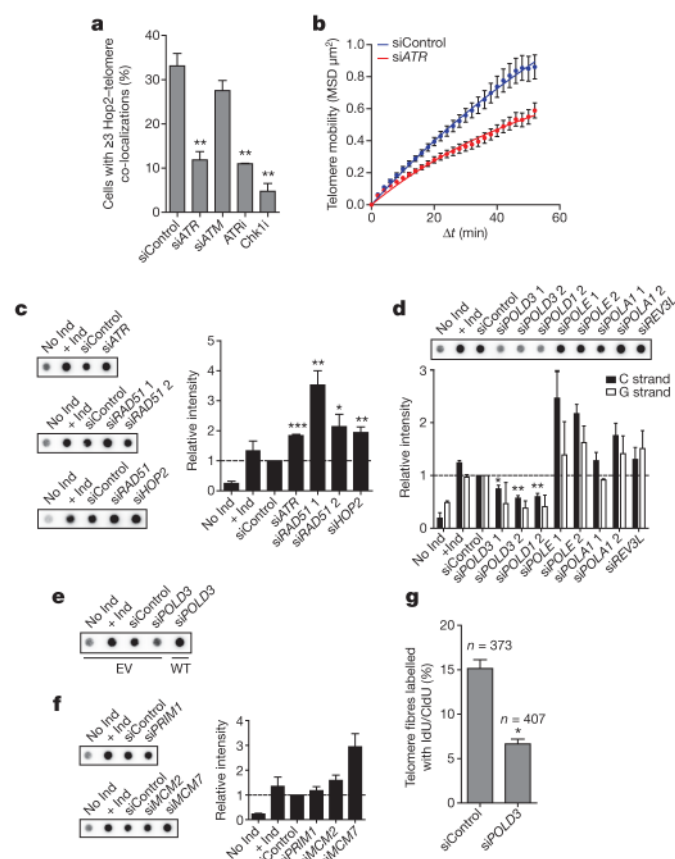 a
Cells with ≥3 Hop2–telomere
co-localizations (%)
40
30
20
10
0
**
**
**
siControl
siATR
siATM
ATRi
Chk1i
b
siControl
siATR
Telomere mobility (MSD μm²)
1.0
0.8
0.6
0.4
0.2
0.0
0
20
40
60
Δt (min)
c
No Ind
+ Ind
siControl
siATR
No Ind
+ Ind
siControl
siRAD51 1
siRAD51 2
No Ind
+ Ind
siControl
siRAD51
siHOP2
Relative intensity
5
4
3
2
1
0
***
**
*
**
No Ind
+ Ind
siControl
siATR
siRAD51 1
siRAD51 2
siHOP2
d
No Ind
+ Ind
siControl
siPOLD3 1
siPOLD3 2
siPOLD1 2
siPOLE 1
siPOLE 2
siPOLA1 1
siPOLA1 2
siREV3L
C strand
G strand
Relative intensity
3
2
1
0
*
**
**
No Ind
+Ind
siControl
siPOLD3 1
siPOLD3 2
siPOLD1 2
siPOLE 1
siPOLE 2
siPOLA1 1
siPOLA1 2
siREV3L
e
No Ind
+ Ind
siControl
siPOLD3
siPOLD3
EV
WT
f
No Ind
+ Ind
siControl
siPRIM1
No Ind
+ Ind
siControl
siMCM2
siMCM7
Relative intensity
4
3
2
1
0
No Ind
+ Ind
siControl
siPRIM1
siMCM2
siMCM7
g
Telomere fibres labelled
with IdU/CldU (%)
20
15
10
5
0
n = 373
n = 407
*
siControl
siPOLD3